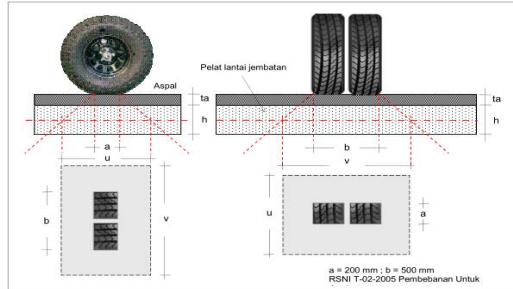 Aspal
Pelat lantai jembatan
ta
h
a
u
b
v
ta
h
b
v
u
a
a = 200 mm ; b = 500 mm
RSNI T-02-2005 Pembebanan Untuk